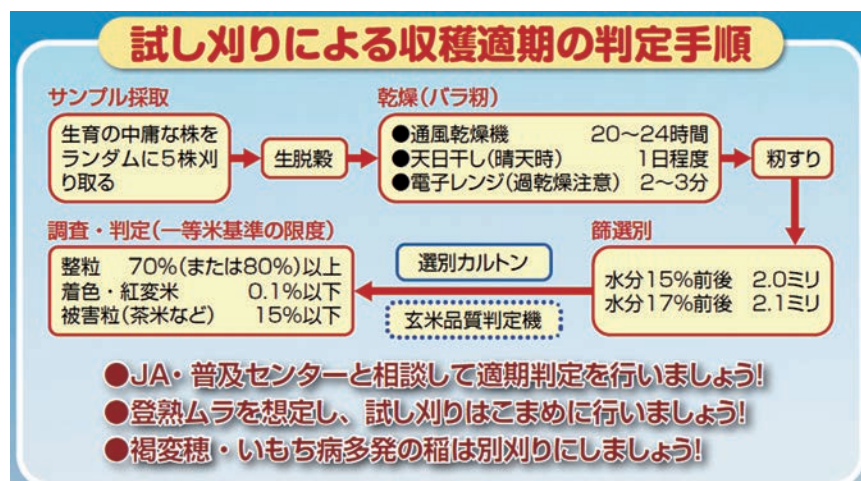 試し刈りによる収穫適期の判定手順
サンプル採取
生育の中庸な株を
ランダムに5株刈
り取る
生脱穀
乾燥(バラ籾)
●通風乾燥機 20〜24時間
●天日干し(晴天時) 1日程度
●電子レンジ(過乾燥注意) 2〜3分
籾すり
篩選別
水分15%前後 2.0ミリ
水分17%前後 2.1ミリ
選別カルトン
玄米品質判定機
調査・判定(一等米基準の限度)
整粒 70%(または80%)以上
着色・紅変米 0.1%以下
被害粒(茶米など) 15%以下
●JA・普及センターと相談して適期判定を行いましょう!
●登熟ムラを想定し、試し刈りはこまめに行いましょう!
●褐変穂・いもち病多発の稲は別刈りにしましょう!